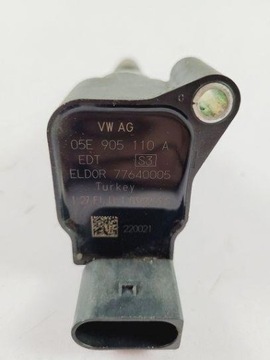 VW AG
05E 905 110 A
EDT S3
ELDOR 77640005
Turkey
220021